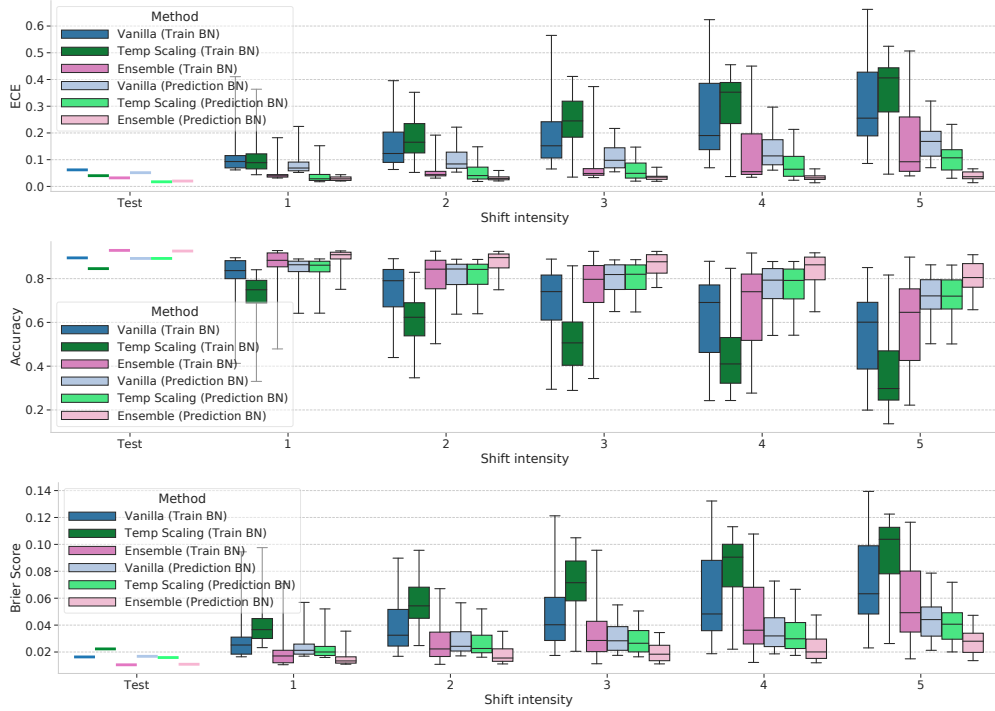 0.6
0.5
0.4
0.3
0.2
0.1
0.0
ECE
Method
Vanilla (Train BN)
Temp Scaling (Train BN)
Ensemble (Train BN)
Vanilla (Prediction BN)
Temp Scaling (Prediction BN)
Ensemble (Prediction BN)
Test
1
2
3
4
5
Shift intensity
0.8
0.6
0.4
0.2
Accuracy
Method
Vanilla (Train BN)
Temp Scaling (Train BN)
Ensemble (Train BN)
Vanilla (Prediction BN)
Temp Scaling (Prediction BN)
Ensemble (Prediction BN)
Test
1
2
3
4
5
Shift intensity
0.14
0.12
0.10
0.08
0.06
0.04
0.02
Brier Score
Method
Vanilla (Train BN)
Temp Scaling (Train BN)
Ensemble (Train BN)
Vanilla (Prediction BN)
Temp Scaling (Prediction BN)
Ensemble (Prediction BN)
Test
1
2
3
4
5
Shift intensity